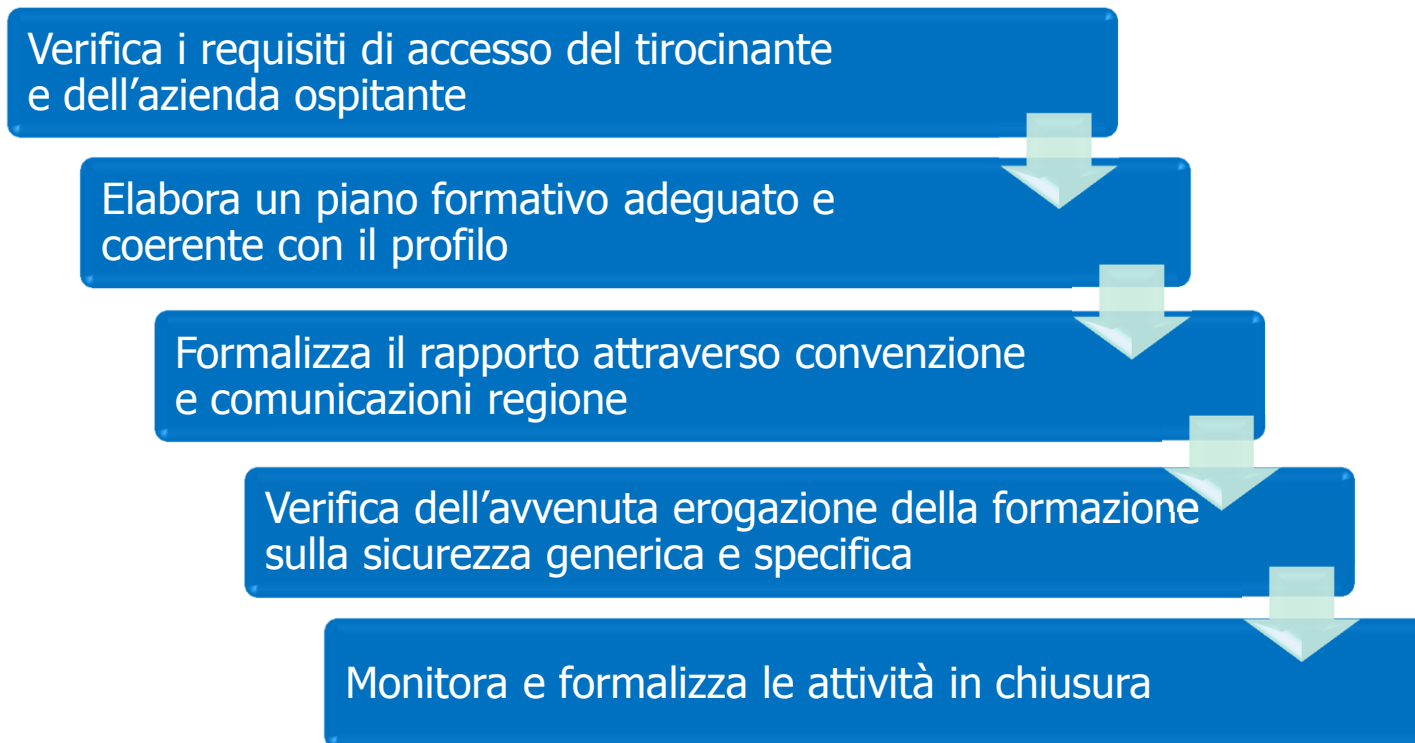 Verifica i requisiti di accesso del tirocinante
e dell’azienda ospitante
Elabora un piano formativo adeguato e
coerente con il profilo
Formalizza il rapporto attraverso convenzione
e comunicazioni regione
Verifica dell’avvenuta erogazione della formazione
sulla sicurezza generica e specifica
Monitora e formalizza le attività in chiusura